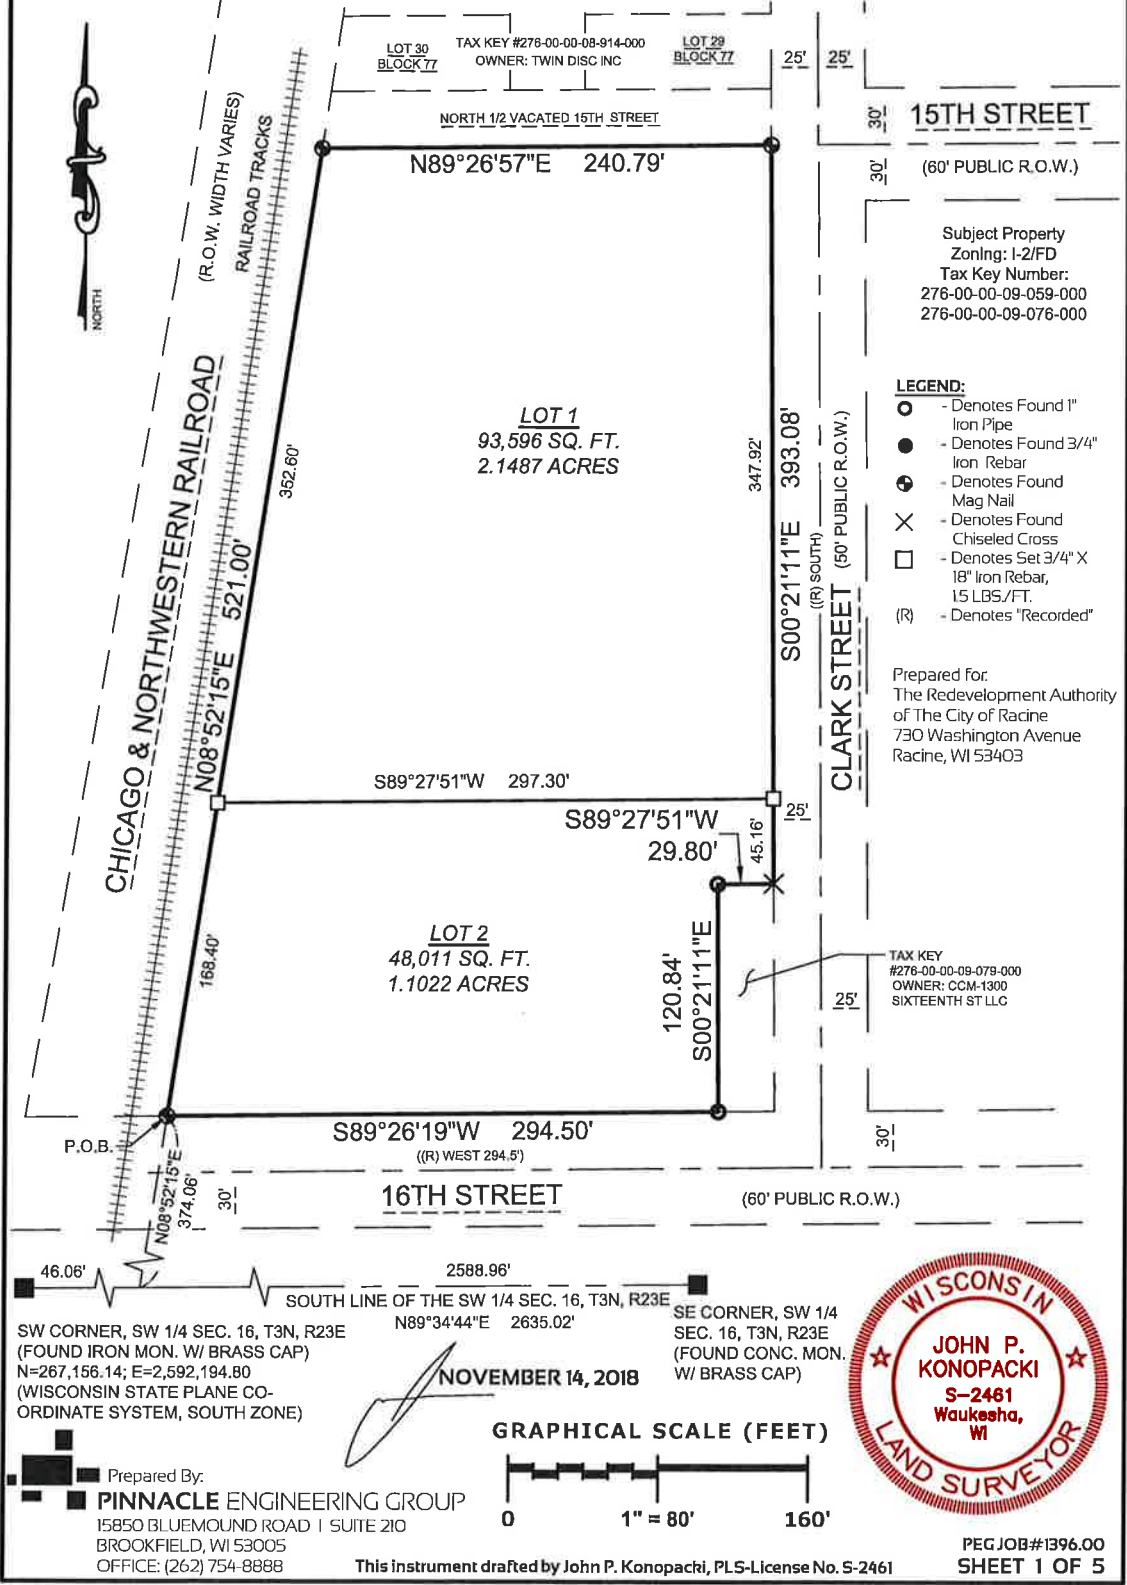 LOT 30
BLOCK 77
TAX KEY #276-00-00-08-914-000
OWNER: TWIN DISC INC
LOT 29
BLOCK 77
25'
25'
NORTH 1/2 VACATED 15TH STREET
30'
15TH STREET
N89°26'57"E 240.79'
30'
(60' PUBLIC R.O.W.)
(R.O.W. WIDTH VARIES)
RAILROAD TRACKS
NORTH
Subject Property
Zoning: I-2/FD
Tax Key Number:
276-00-00-09-059-000
276-00-00-09-076-000
CHICAGO & NORTHWESTERN RAILROAD
N08°52'15"E 521.00'
352.60'
LOT 1
93,596 SQ. FT.
2.1487 ACRES
347.92'
S00°21'11"E 393.08'
((R) SOUTH)
CLARK STREET (50' PUBLIC R.O.W.)
LEGEND:
- Denotes Found 1"
Iron Pipe
- Denotes Found 3/4"
Iron Rebar
- Denotes Found
Mag Nail
- Denotes Found
Chiseled Cross
- Denotes Set 3/4" X
18" Iron Rebar,
1.5 LBS./FT.
(R) - Denotes "Recorded"
Prepared for:
The Redevelopment Authority
of The City of Racine
730 Washington Avenue
Racine, WI 53403
S89°27'51"W 297.30'
25'
S89°27'51"W
29.80'
45.16'
168.40'
LOT 2
48,011 SQ. FT.
1.1022 ACRES
120.84'
S00°21'11"E
TAX KEY
#276-00-00-09-079-000
OWNER: CCM-1300
SIXTEENTH ST LLC
25'
P.O.B.
S89°26'19"W 294.50'
((R) WEST 294.5')
30'
N08°52'15"E
374.06'
30'
16TH STREET
(60' PUBLIC R.O.W.)
46.06'
2588.96'
SOUTH LINE OF THE SW 1/4 SEC. 16, T3N, R23E
N89°34'44"E 2635.02'
SW CORNER, SW 1/4 SEC. 16, T3N, R23E
(FOUND IRON MON. W/ BRASS CAP)
N=267,156.14; E=2,592,194.80
(WISCONSIN STATE PLANE CO-
ORDINATE SYSTEM, SOUTH ZONE)
SE CORNER, SW 1/4
SEC. 16, T3N, R23E
(FOUND CONC. MON.
W/ BRASS CAP)
NOVEMBER 14, 2018
WISCONSIN
JOHN P.
KONOPACKI
S-2461
Waukesha,
WI
LAND SURVEYOR
GRAPHICAL SCALE (FEET)
0 1" = 80' 160'
Prepared By:
PINNACLE ENGINEERING GROUP
15850 BLUEMOUND ROAD | SUITE 210
BROOKFIELD, WI 53005
OFFICE: (262) 754-8888
This instrument drafted by John P. Konopacki, PLS-License No. S-2461
PEG JOB#1396.00
SHEET 1 OF 5